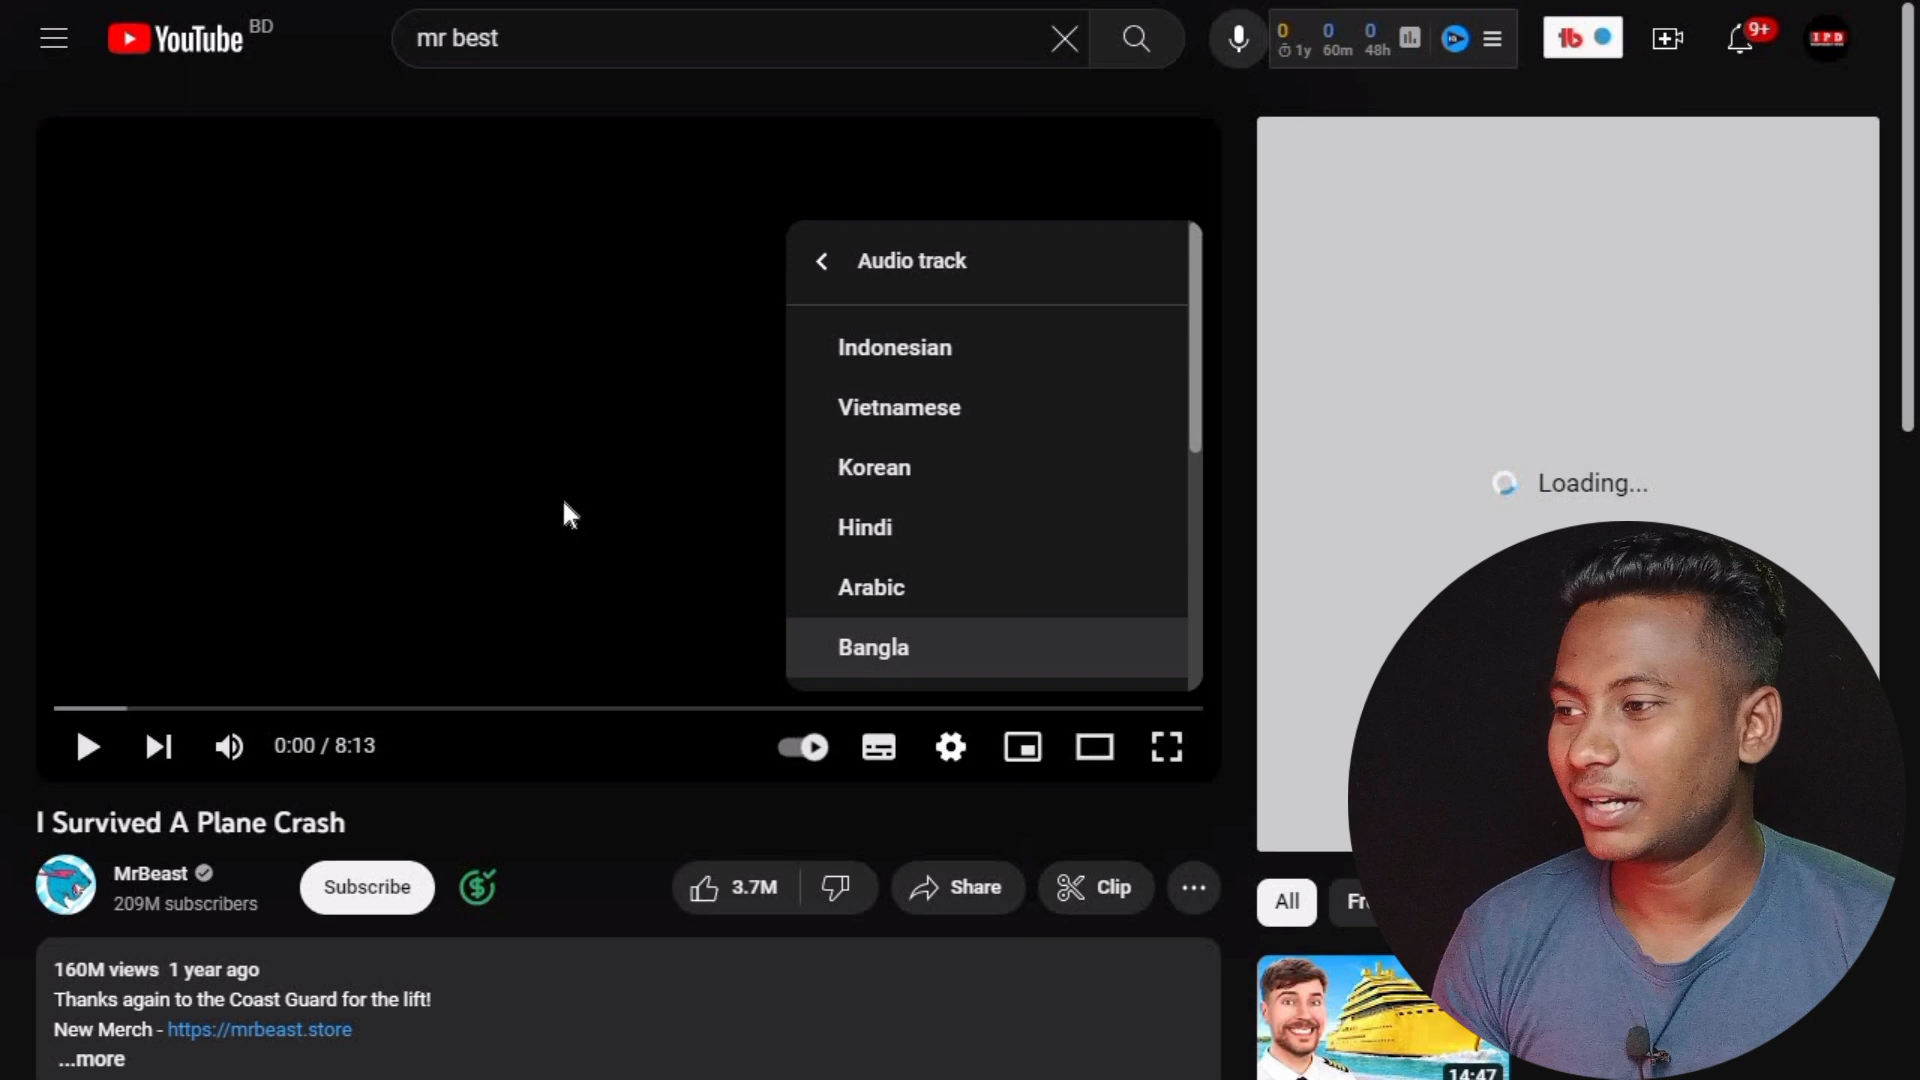 YouTube BD
mr best
0 0 0
1y 60m 48h
9+
IPD
Audio track
Indonesian
Vietnamese
Korean
Hindi
Arabic
Bangla
Loading...
0:00 / 8:13
I Survived A Plane Crash
MrBeast
209M subscribers
Subscribe
3.7M
Share
Clip
All
160M views 1 year ago
Thanks again to the Coast Guard for the lift!
New Merch - https://mrbeast.store
...more
14:47